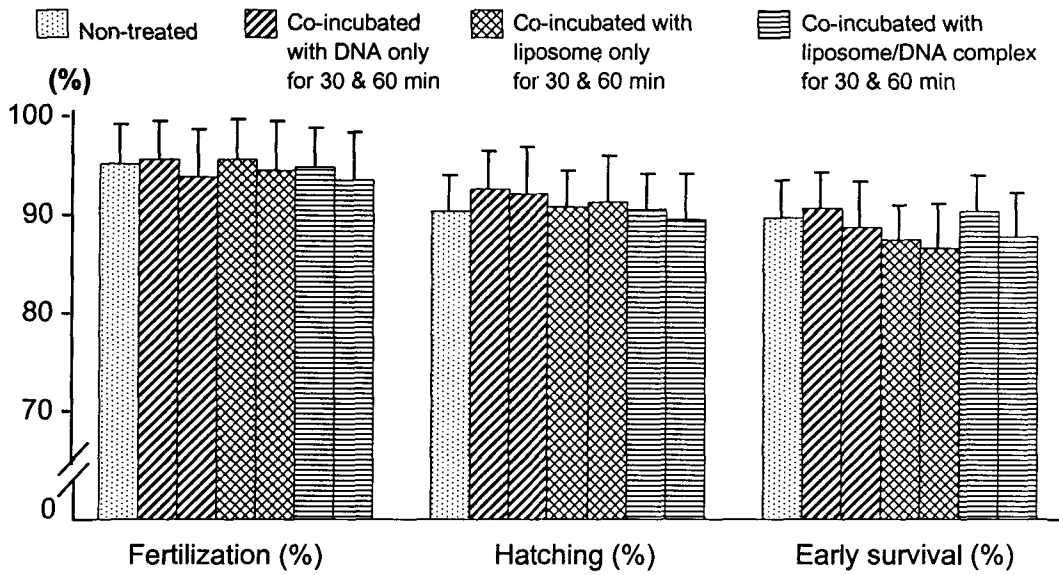 Non-treated
Co-incubated
with DNA only
for 30 & 60 min
Co-incubated with
liposome only
for 30 & 60 min
Co-incubated with
liposome/DNA complex
for 30 & 60 min
(%)
100
90
80
70
0
Fertilization (%)
Hatching (%)
Early survival (%)